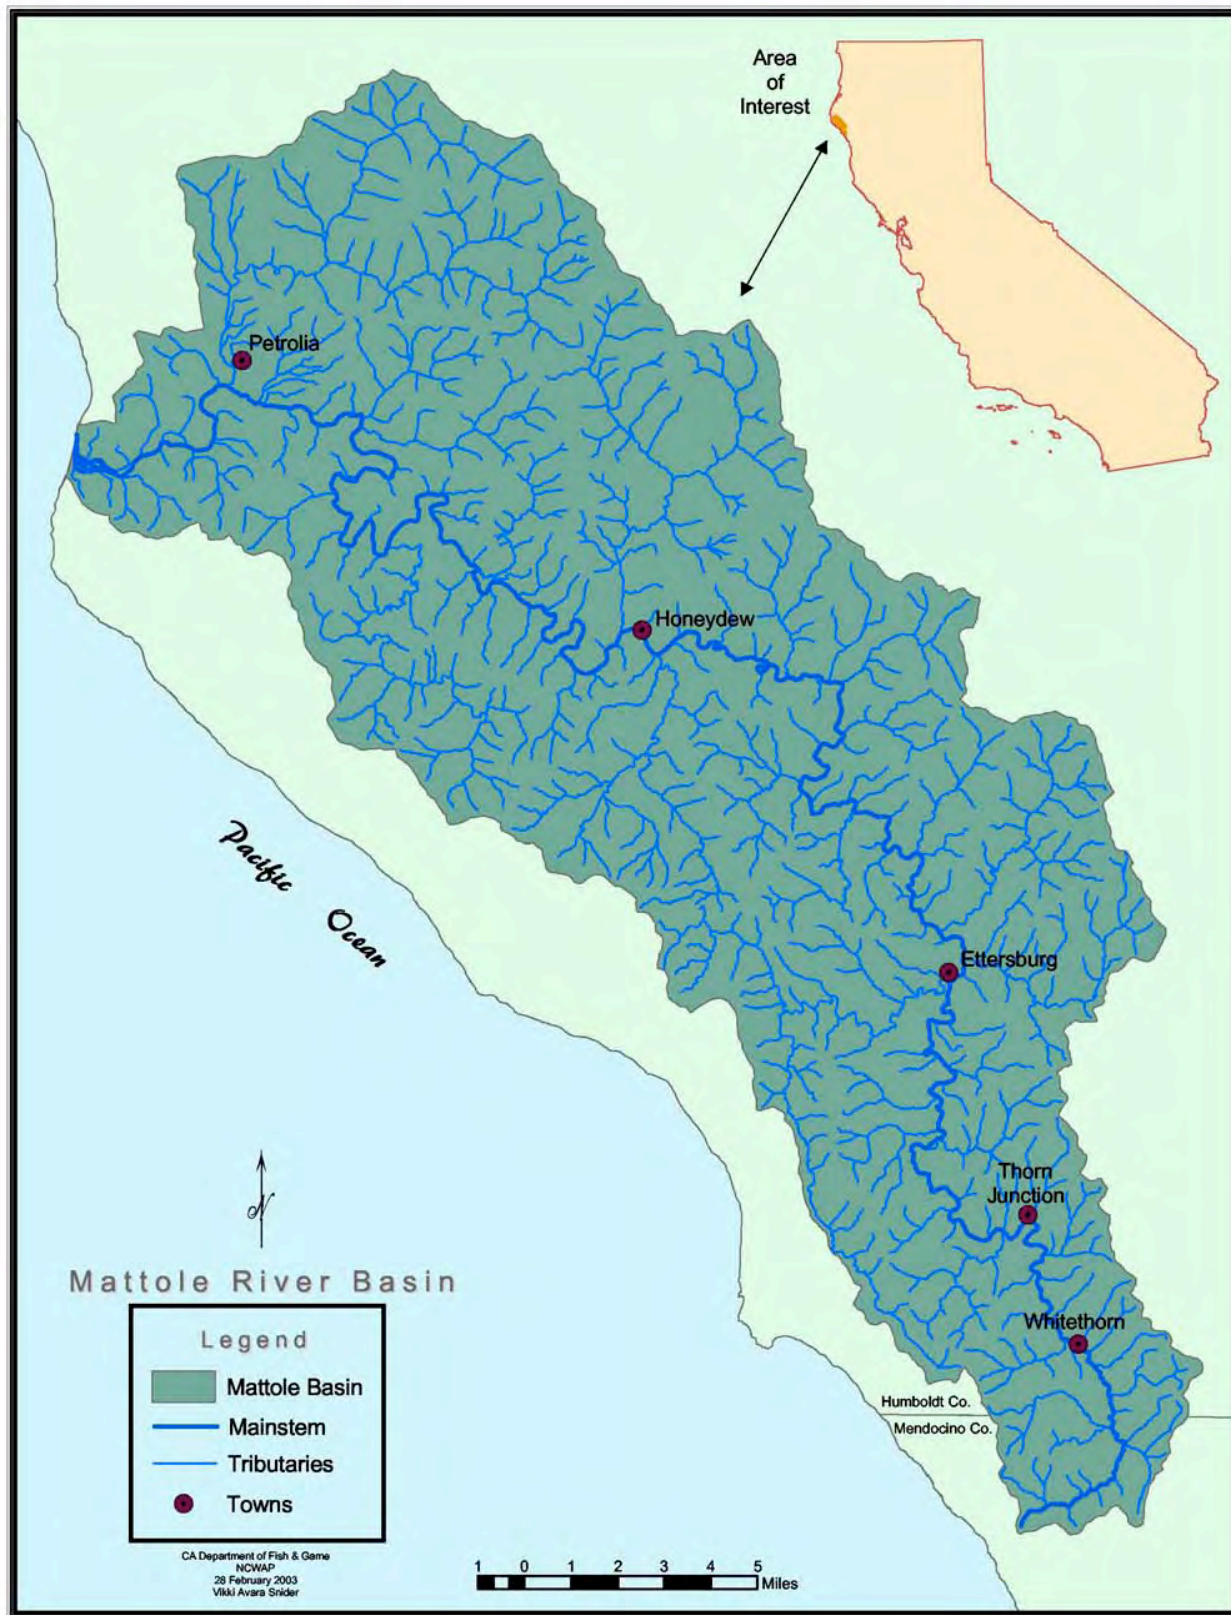 Area
of
Interest
Petrolia
Honeydew
Pacific Ocean
Ettersburg
Thorn
Junction
N
Whitethorn
Mattole River Basin
Legend
Mattole Basin
Mainstem
Tributaries
Towns
Humboldt Co.
Mendocino Co.
CA Department of Fish & Game
NCWAP
28 February 2003
Vikki Avara Snider
1 0 1 2 3 4 5
Miles